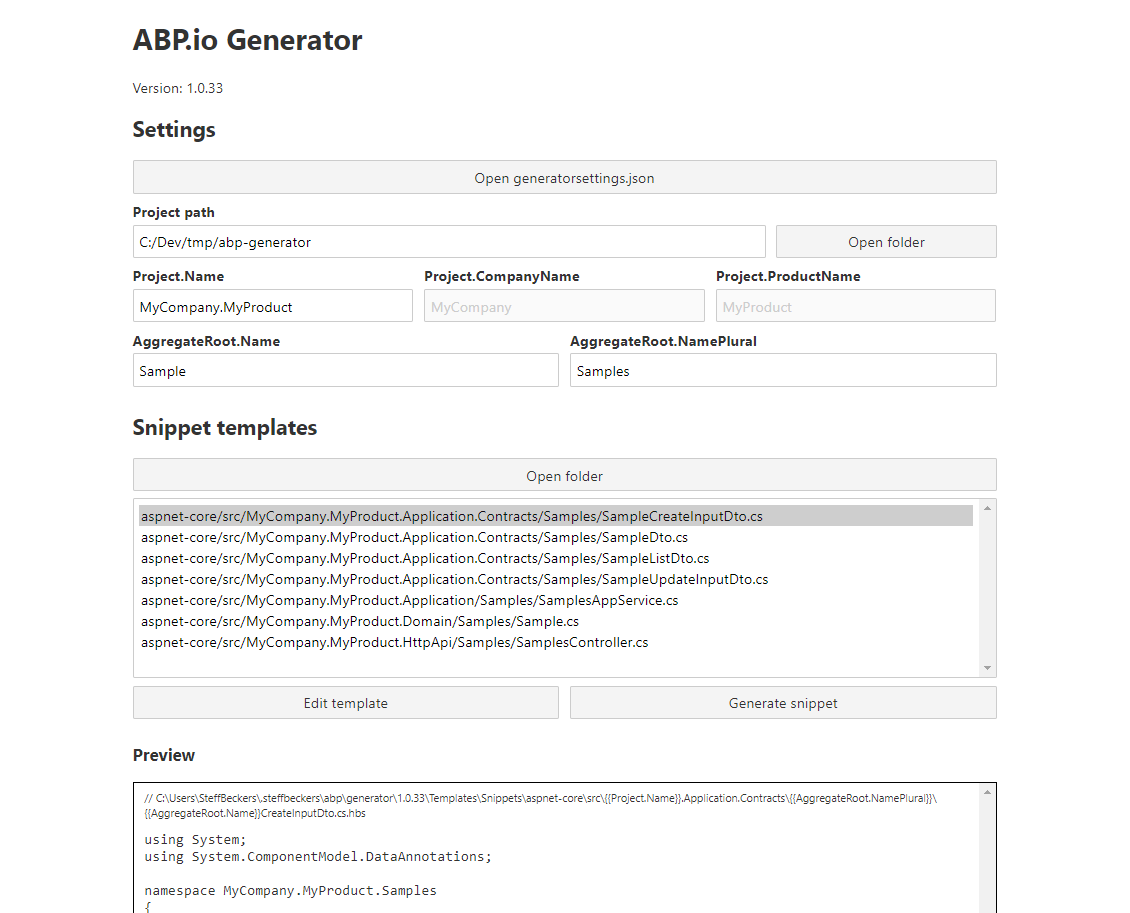 ABP.io Generator
Version: 1.0.33
Settings
Open generatorsettings.json
Project path
C:/Dev/tmp/abp-generator
Open folder
Project.Name
Project.CompanyName
Project.ProductName
MyCompany.MyProduct
MyCompany
MyProduct
AggregateRoot.Name
AggregateRoot.NamePlural
Sample
Samples
Snippet templates
Open folder
aspnet-core/src/MyCompany.MyProduct.Application.Contracts/Samples/SampleCreateInputDto.cs
aspnet-core/src/MyCompany.MyProduct.Application.Contracts/Samples/SampleDto.cs
aspnet-core/src/MyCompany.MyProduct.Application.Contracts/Samples/SampleListDto.cs
aspnet-core/src/MyCompany.MyProduct.Application.Contracts/Samples/SampleUpdateInputDto.cs
aspnet-core/src/MyCompany.MyProduct.Application/Samples/SamplesAppService.cs
aspnet-core/src/MyCompany.MyProduct.Domain/Samples/Sample.cs
aspnet-core/src/MyCompany.MyProduct.HttpApi/Samples/SamplesController.cs
Edit template
Generate snippet
Preview
// C:\Users\SteffBeckers\.steffbeckers\abp\generator\1.0.33\Templates\Snippets\aspnet-core\src\{{Project.Name}}.Application.Contracts\{{AggregateRoot.NamePlural}}\
{{AggregateRoot.Name}}CreateInputDto.cs.hbs
using System;
using System.ComponentModel.DataAnnotations;
namespace MyCompany.MyProduct.Samples
{